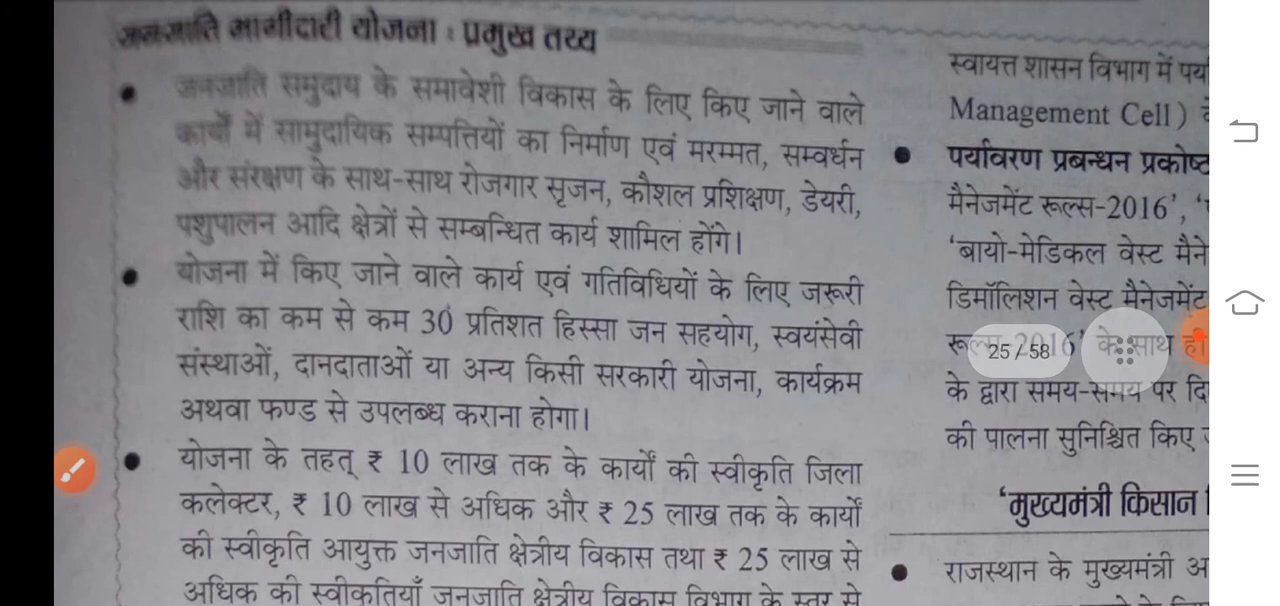 जनजाति भागीदारी योजना : प्रमुख तथ्य
जनजाति समुदाय के समावेशी विकास के लिए किए जाने वाले
कार्यों में सामुदायिक सम्पत्तियों का निर्माण एवं मरम्मत, सम्वर्धन
और संरक्षण के साथ-साथ रोजगार सृजन, कौशल प्रशिक्षण, डेयरी,
पशुपालन आदि क्षेत्रों से सम्बन्धित कार्य शामिल होंगे।
योजना में किए जाने वाले कार्य एवं गतिविधियों के लिए जरूरी
राशि का कम से कम 30 प्रतिशत हिस्सा जन सहयोग, स्वयंसेवी
संस्थाओं, दानदाताओं या अन्य किसी सरकारी योजना, कार्यक्रम
अथवा फण्ड से उपलब्ध कराना होगा।
योजना के तहत् ₹ 10 लाख तक के कार्यों की स्वीकृति जिला
कलेक्टर, ₹ 10 लाख से अधिक और ₹ 25 लाख तक के कार्यों
की स्वीकृति आयुक्त जनजाति क्षेत्रीय विकास तथा ₹ 25 लाख से
अधिक की स्वीकृतियाँ जनजाति क्षेत्रीय विकास विभाग के स्तर से
स्वायत्त शासन विभाग में
Management Cell)
पर्यावरण प्रबन्धन प्रकोष्ठ
मैनेजमेंट रूल्स-2016',
'बायो-मेडिकल वेस्ट
डिमॉलिशन वेस्ट मैनेजमेंट
रूल्स-2016' के साथ
के द्वारा समय-समय पर
की पालना सुनिश्चित किए
'मुख्यमंत्री किसान
राजस्थान के मुख्यमंत्री
25 / 58